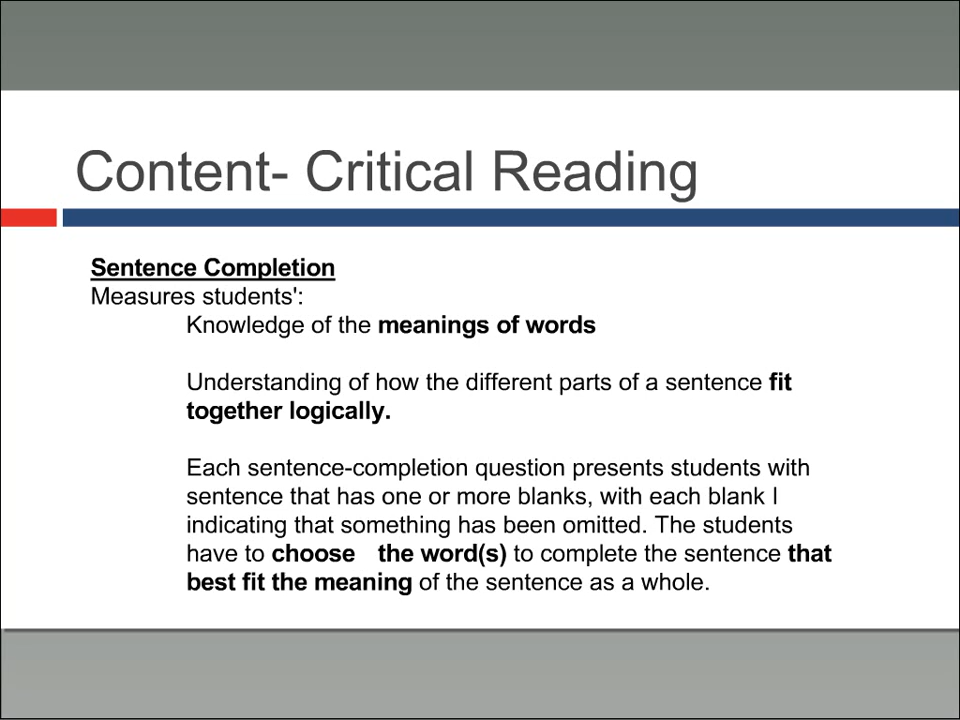 Content- Critical Reading
Sentence Completion
Measures students':
Knowledge of the meanings of words
Understanding of how the different parts of a sentence fit
together logically.
Each sentence-completion question presents students with
sentence that has one or more blanks, with each blank I
indicating that something has been omitted. The students
have to choose the word(s) to complete the sentence that
best fit the meaning of the sentence as a whole.